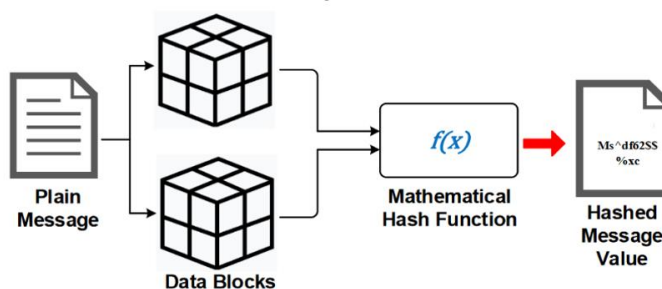 Plain
Message
Data Blocks
f(x)
Mathematical
Hash Function
Ms^df62SS
%xc
Hashed
Message
Value